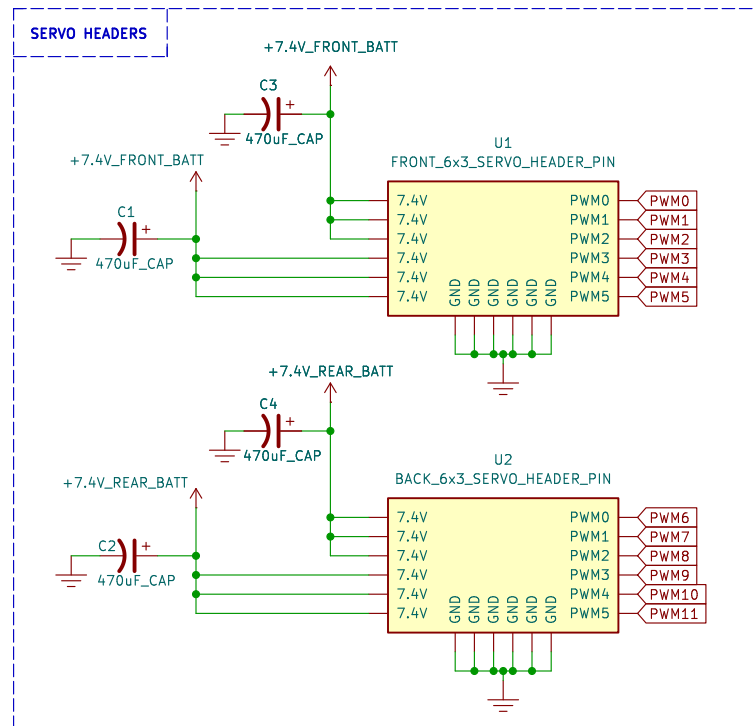 SERVO HEADERS
+7.4V_FRONT_BATT
C3
+
470uF_CAP
+7.4V_FRONT_BATT
C1
+
470uF_CAP
U1
FRONT_6x3_SERVO_HEADER_PIN
7.4V PWM0 PWM0
7.4V PWM1 PWM1
7.4V PWM2 PWM2
7.4V PWM3 PWM3
7.4V PWM4 PWM4
7.4V PWM5 PWM5
GND GND GND GND GND GND
+7.4V_REAR_BATT
C4
+
470uF_CAP
+7.4V_REAR_BATT
C2
+
470uF_CAP
U2
BACK_6x3_SERVO_HEADER_PIN
7.4V PWM0 PWM6
7.4V PWM1 PWM7
7.4V PWM2 PWM8
7.4V PWM3 PWM9
7.4V PWM4 PWM10
7.4V PWM5 PWM11
GND GND GND GND GND GND